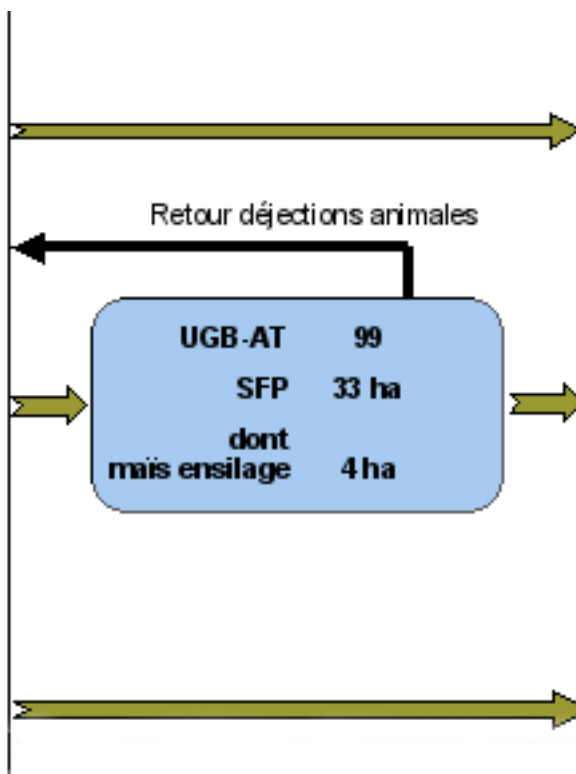 Retour déjections animales
UGB-AT 99
SFP 33 ha
dont
maïs ensilage 4 ha